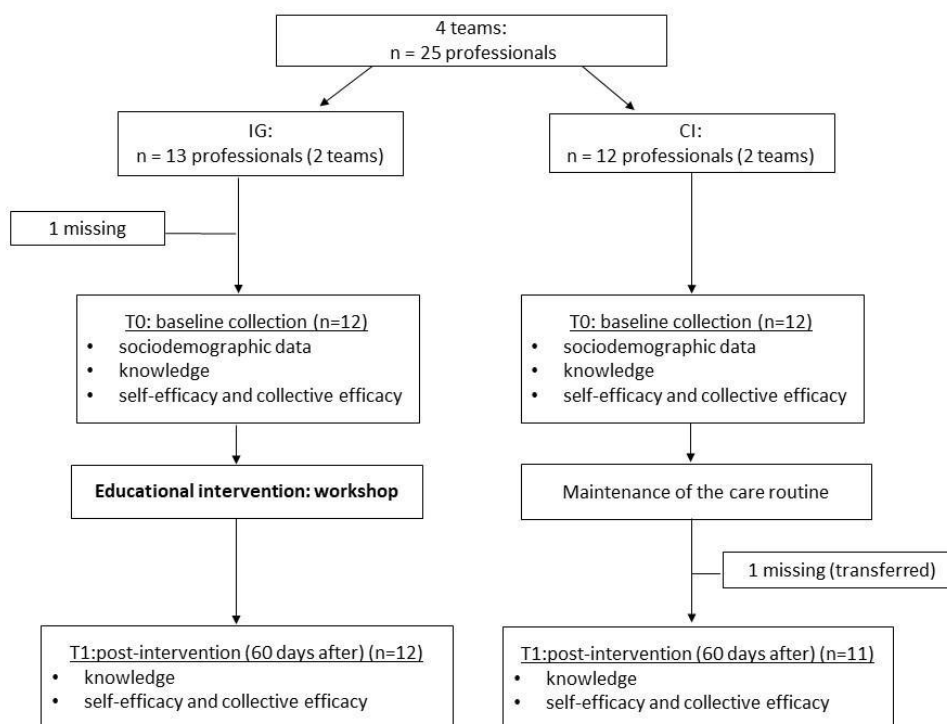 4 teams:
n = 25 professionals
IG:
n = 13 professionals (2 teams)
CI:
n = 12 professionals (2 teams)
1 missing
T0: baseline collection (n=12)
• sociodemographic data
• knowledge
• self-efficacy and collective efficacy
T0: baseline collection (n=12)
• sociodemographic data
• knowledge
• self-efficacy and collective efficacy
Educational intervention: workshop
Maintenance of the care routine
1 missing (transferred)
T1:post-intervention (60 days after) (n=12)
• knowledge
• self-efficacy and collective efficacy
T1:post-intervention (60 days after) (n=11)
• knowledge
• self-efficacy and collective efficacy